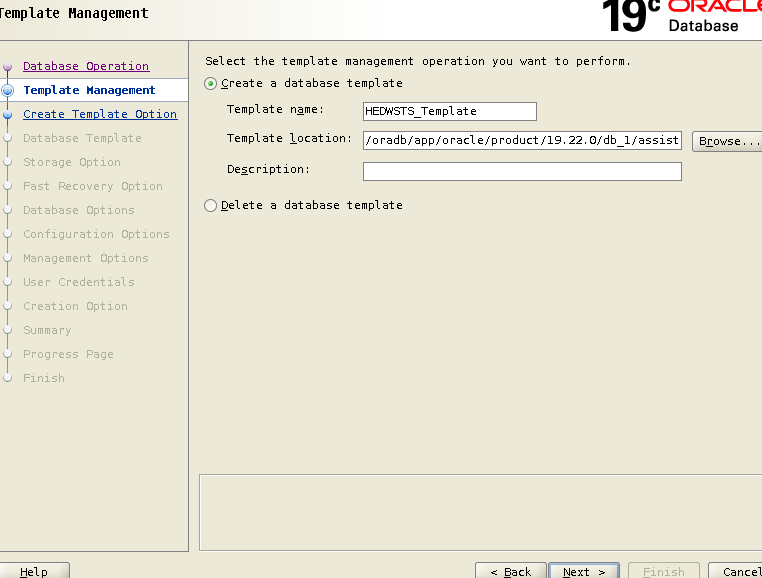 Template Management
19c ORACLE
Database
Database Operation
Template Management
Create Template Option
Database Template
Storage Option
Fast Recovery Option
Database Options
Configuration Options
Management Options
User Credentials
Creation Option
Summary
Progress Page
Finish
Select the template management operation you want to perform.
Create a database template
Template name: HEDWSTS_Template
Template Location: /oradb/app/oracle/product/19.22.0/db_1/assist Browse...
Description:
Delete a database template
Help < Back Next > Finish Cancel